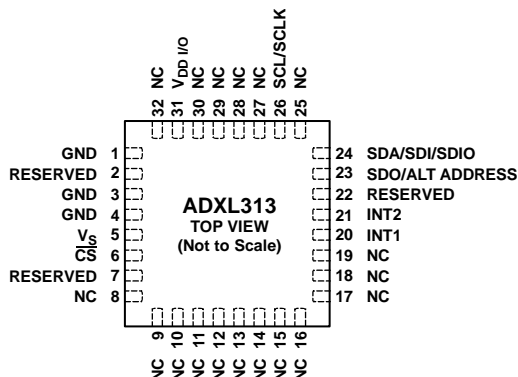 32 NC
31 VDD I/O
30 NC
29 NC
28 NC
27 NC
26 SCL/SCLK
25 NC
GND 1
RESERVED 2
GND 3
GND 4
VS 5
CS 6
RESERVED 7
NC 8
ADXL313
TOP VIEW
(Not to Scale)
24 SDA/SDI/SDIO
23 SDO/ALT ADDRESS
22 RESERVED
21 INT2
20 INT1
19 NC
18 NC
17 NC
NC 9
NC 10
NC 11
NC 12
NC 13
NC 14
NC 15
NC 16